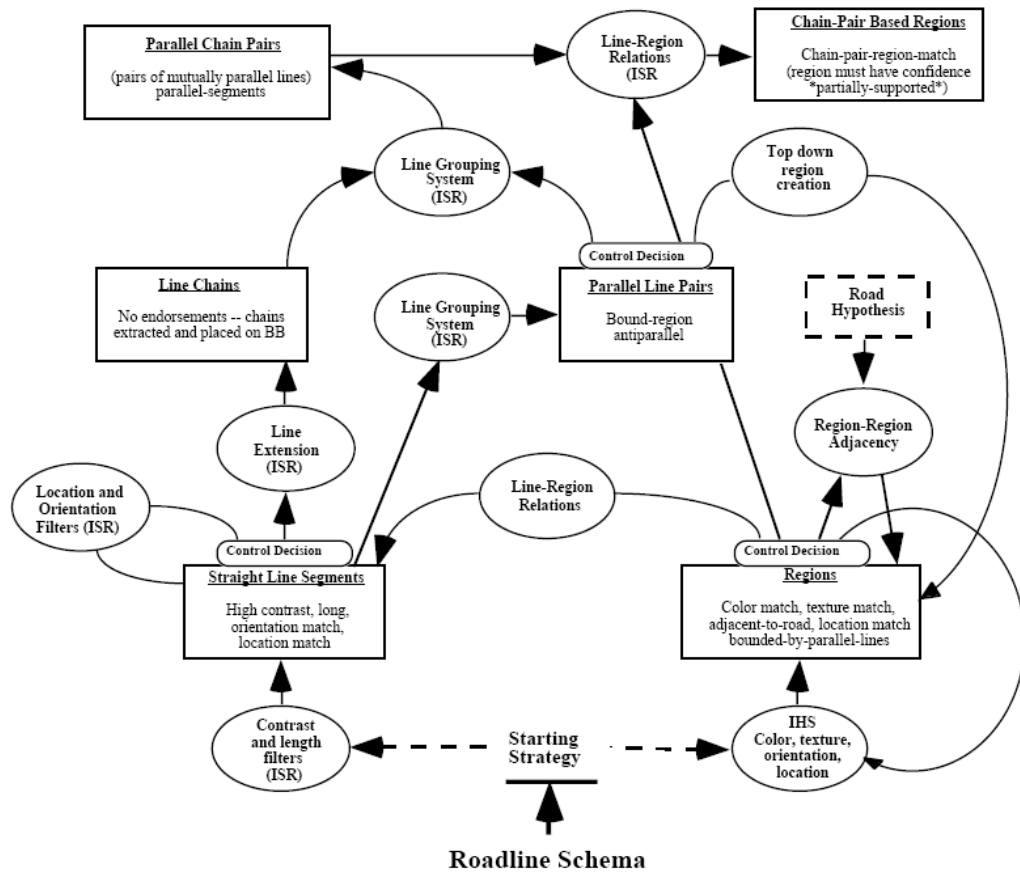 Parallel Chain Pairs
(pairs of mutually parallel lines)
parallel-segments
Line-Region
Relations
(ISR
Chain-Pair Based Regions
Chain-pair-region-match
(region must have confidence
*partially-supported*)
Line Grouping
System
(ISR)
Top down
region
creation
Control Decision
Line Chains
No endorsements -- chains
extracted and placed on BB
Line Grouping
System
(ISR)
Parallel Line Pairs
Bound-region
antiparallel
Road
Hypothesis
Line
Extension
(ISR)
Region-Region
Adjacency
Location and
Orientation
Filters (ISR)
Line-Region
Relations
Control Decision
Control Decision
Straight Line Segments
High contrast, long,
orientation match,
location match
Regions
Color match, texture match,
adjacent-to-road, location match
bounded-by-parallel-lines
Contrast
and length
filters
(ISR)
Starting
Strategy
IHS
Color, texture,
orientation,
location
Roadline Schema